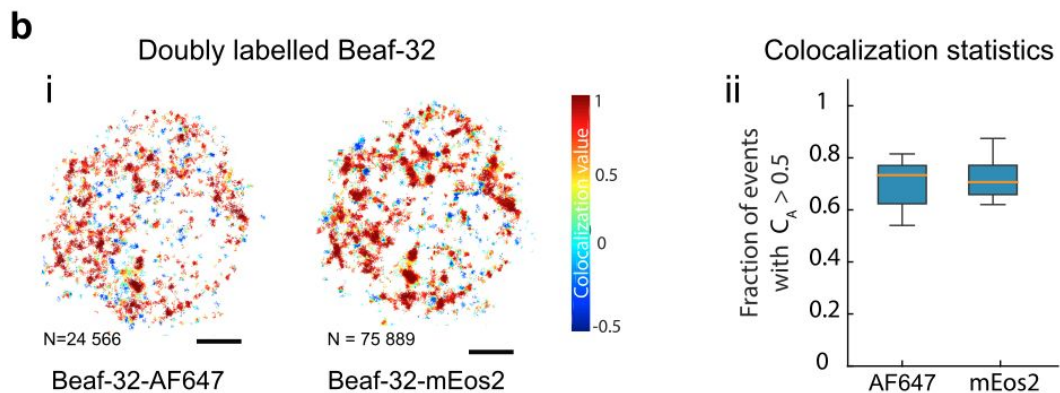 b
Doubly labelled Beaf-32
i
N=24 566
Beaf-32-AF647
N = 75 889
Beaf-32-mEos2
Colocalization value
1
0.5
0
-0.5
Colocalization statistics
ii
Fraction of events
with C_A > 0.5
1
0.8
0.6
0.4
0.2
0
AF647
mEos2